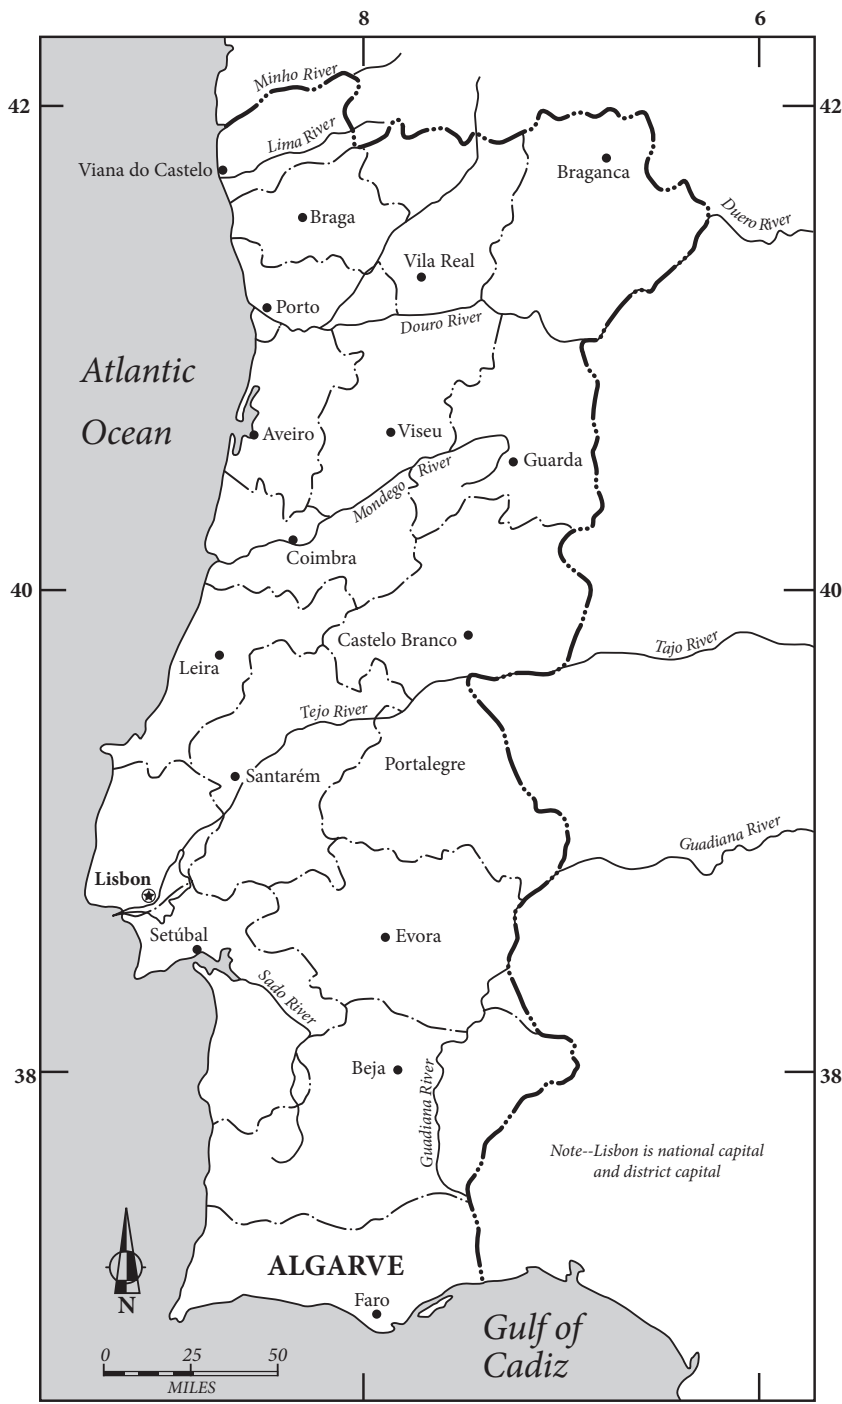 8 6
42 42
Minho River
Lima River
Viana do Castelo
Braganca
Duero River
Braga
Vila Real
Porto
Douro River
Atlantic
Ocean
Aveiro
Viseu
Guarda
Mondego River
Coimbra
40 40
Castelo Branco
Tajo River
Leira
Tejo River
Portalegre
Santarém
Guadiana River
Lisbon
Setúbal
Evora
Sado River
Beja
38 38
Guadiana River
Note--Lisbon is national capital
and district capital
ALGARVE
N
Faro
Gulf of
Cadiz
0 25 50
MILES